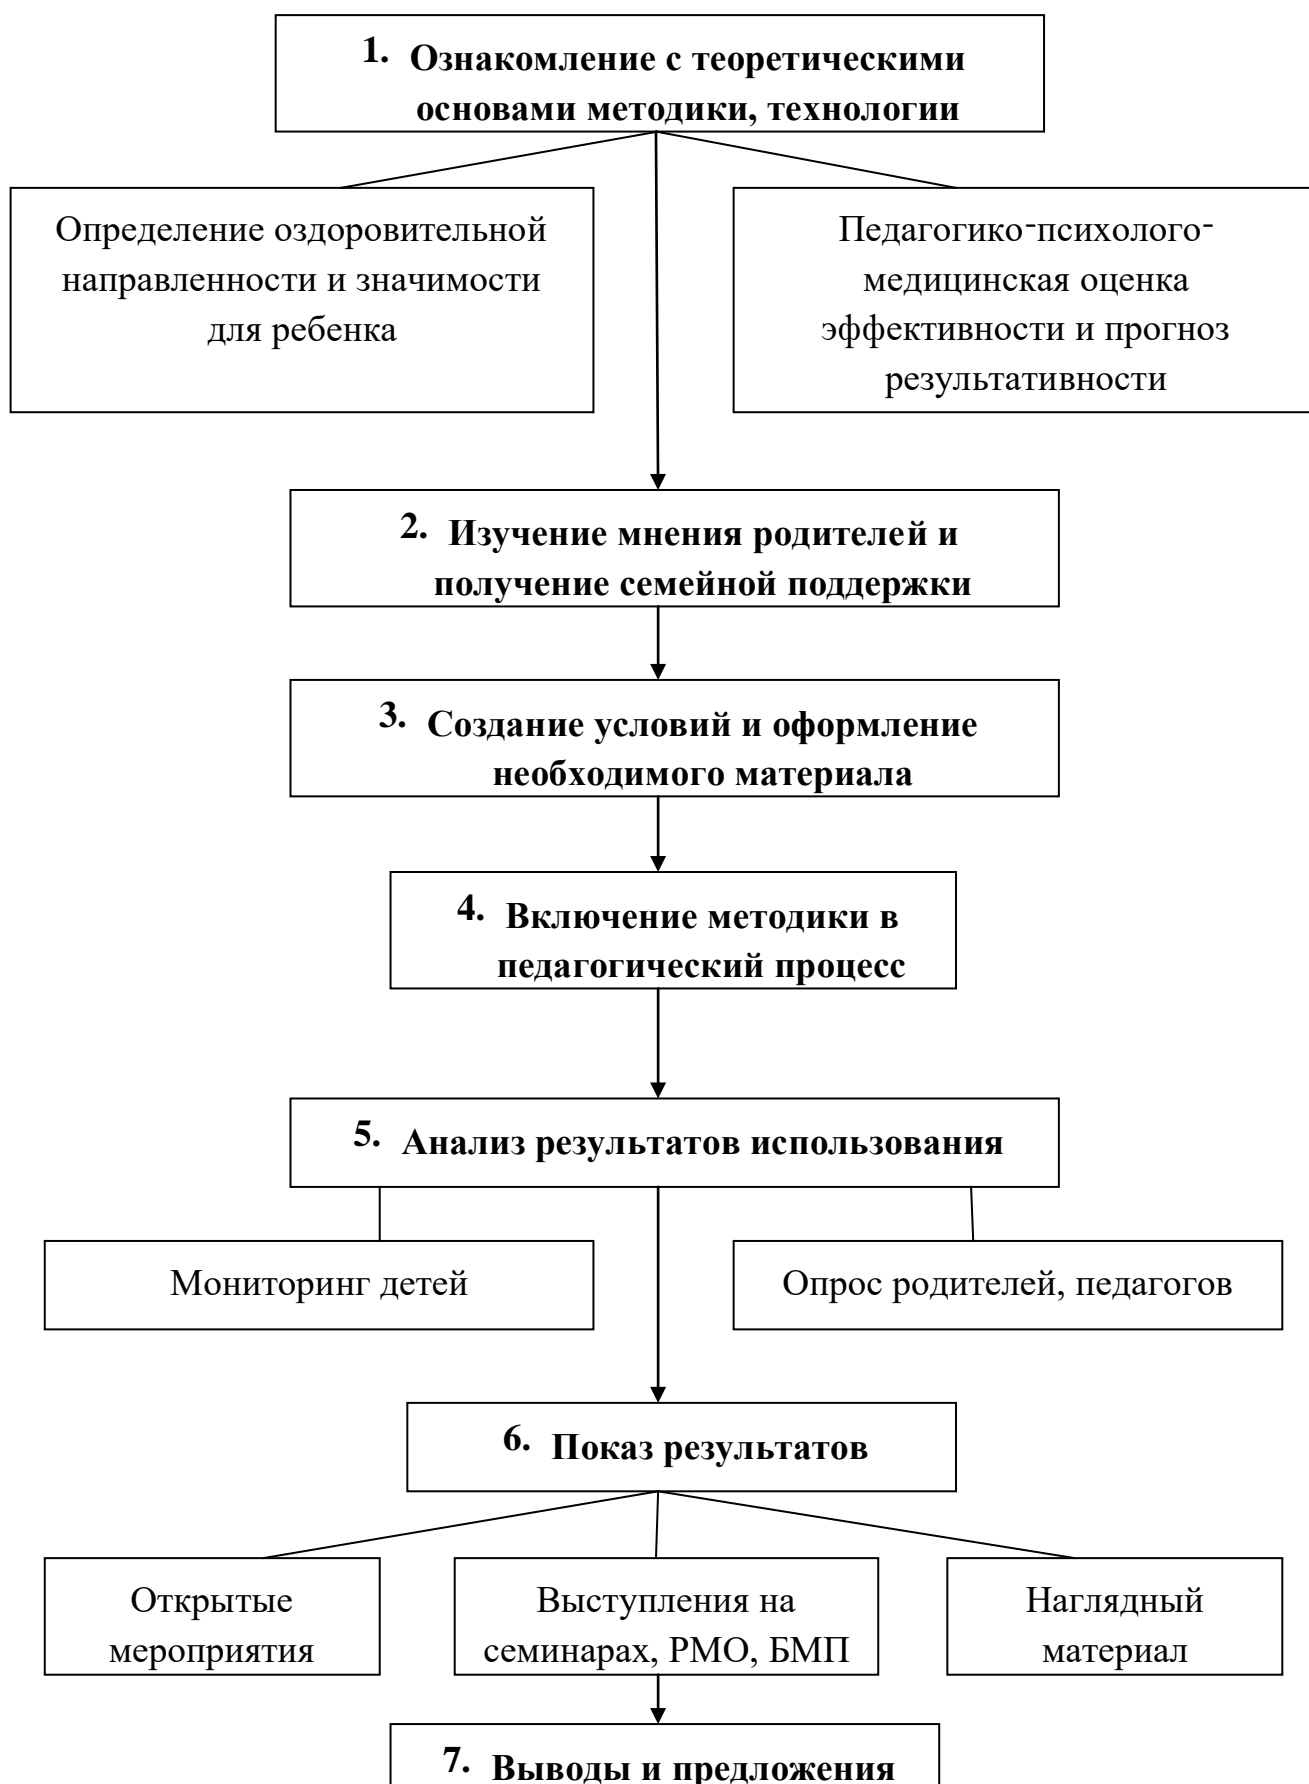 1. Ознакомление с теоретическими
основами методики, технологии
Определение оздоровительной
направленности и значимости
для ребенка
Педагогико-психолого-
медицинская оценка
эффективности и прогноз
результативности
2. Изучение мнения родителей и
получение семейной поддержки
3. Создание условий и оформление
необходимого материала
4. Включение методики в
педагогический процесс
5. Анализ результатов использования
Мониторинг детей
Опрос родителей, педагогов
6. Показ результатов
Открытые
мероприятия
Выступления на
семинарах, РМО, БМП
Наглядный
материал
7. Выводы и предложения